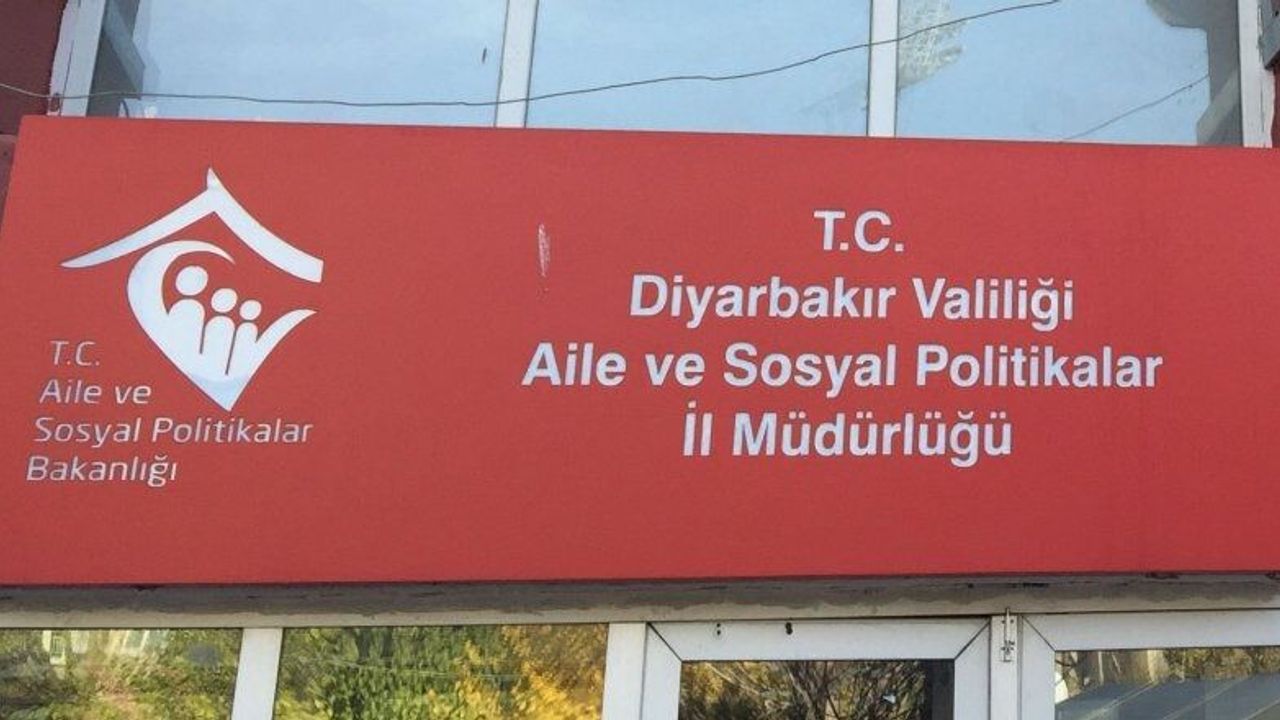 T.C.
Aile ve
Sosyal Politikalar
Bakanlığı
T.C.
Diyarbakır Valiliği
Aile ve Sosyal Politikalar
İl Müdürlüğü